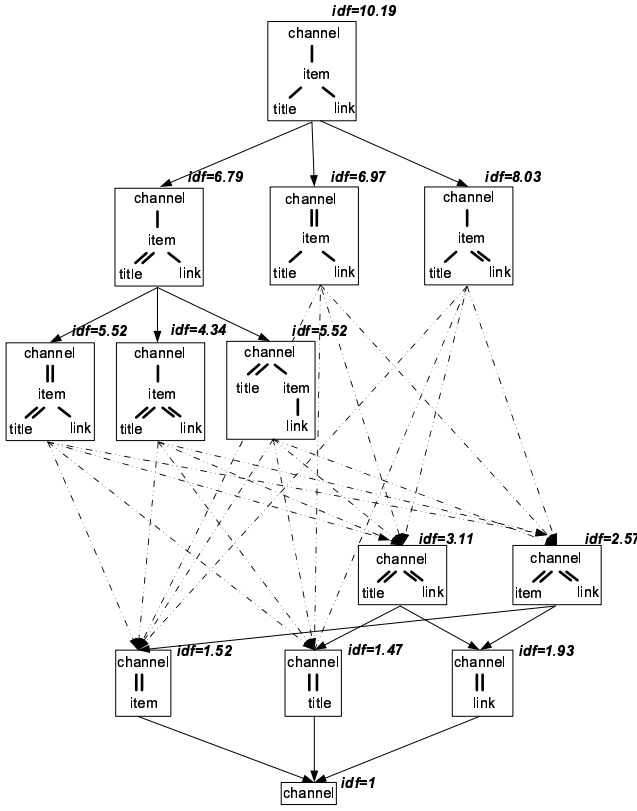 idf=10.19
channel
item
title link
idf=6.79 idf=6.97 idf=8.03
channel channel channel
item item item
title link title link title link
idf=5.52 idf=4.34 idf=5.52
channel channel channel
item item title item
title link title link link
idf=3.11 idf=2.57
channel channel
title link item link
idf=1.52 idf=1.47 idf=1.93
channel channel channel
item title link
idf=1
channel